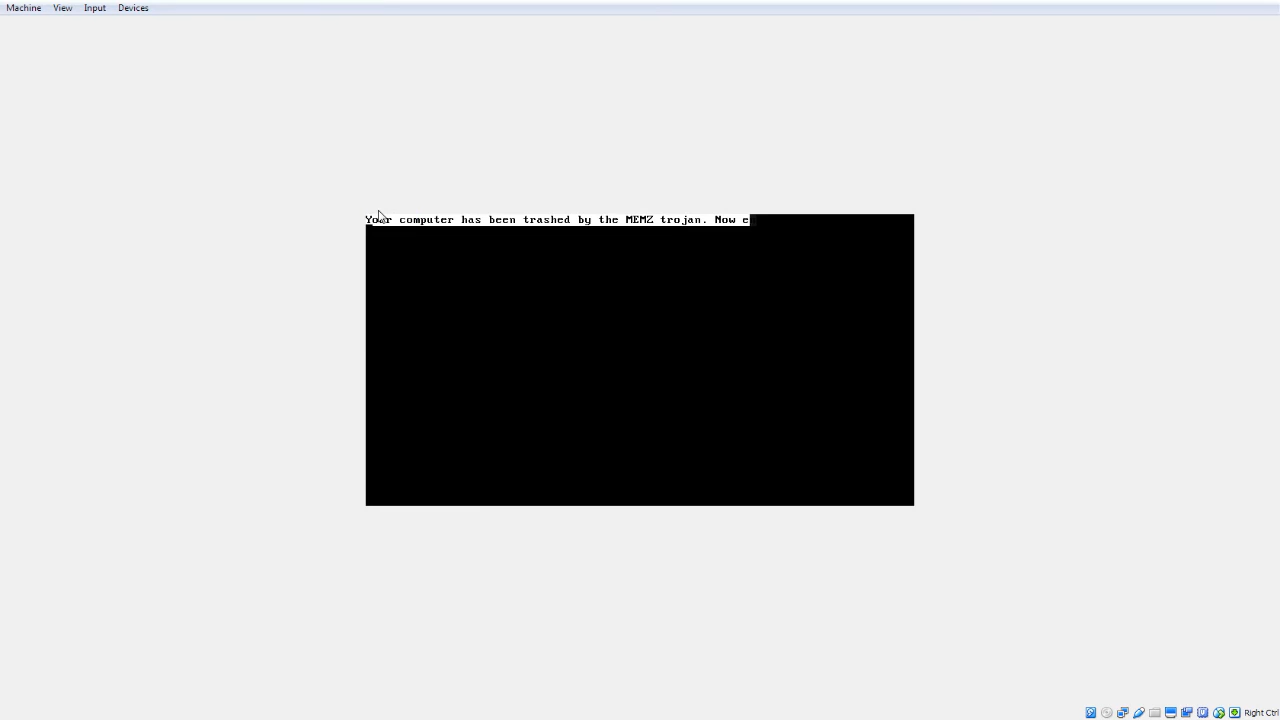 Machine View Input Devices
Your computer has been trashed by the MEMZ trojan. Now e
Right Ctrl